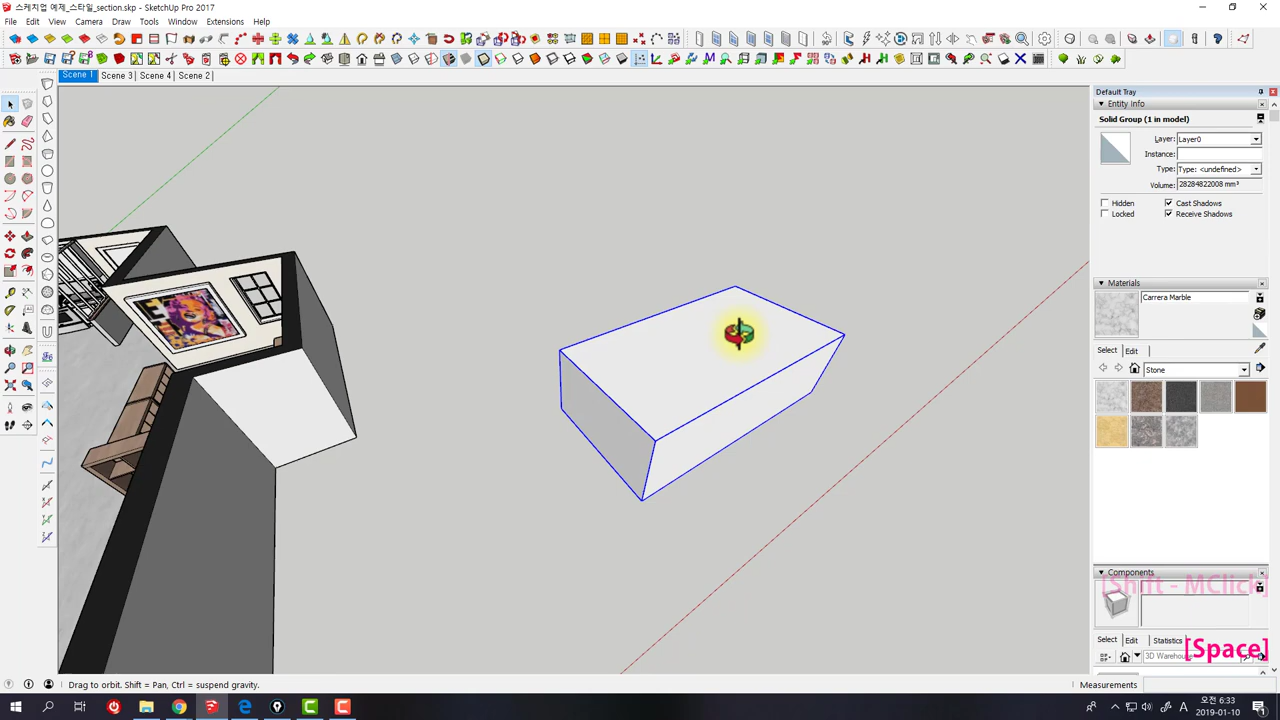 스케치업 예제_스타일_section.skp - SketchUp Pro 2017
File Edit View Camera Draw Tools Window Extensions Help
Scene 1 Scene 3 Scene 4 Scene 2
Default Tray
Entity Info
Solid Group (1 in model)
Layer: Layer0
Instance:
Type: Type: <undefined>
Volume: 28284822008 mm³
Hidden Cast Shadows
Locked Receive Shadows
Materials
Carrera Marble
Select Edit
Stone
Components
[Shift - MClick]
Select Edit Statistics
[Space]
Drag to orbit. Shift = Pan, Ctrl = suspend gravity.
Measurements
A 오전 6:33
2019-01-10